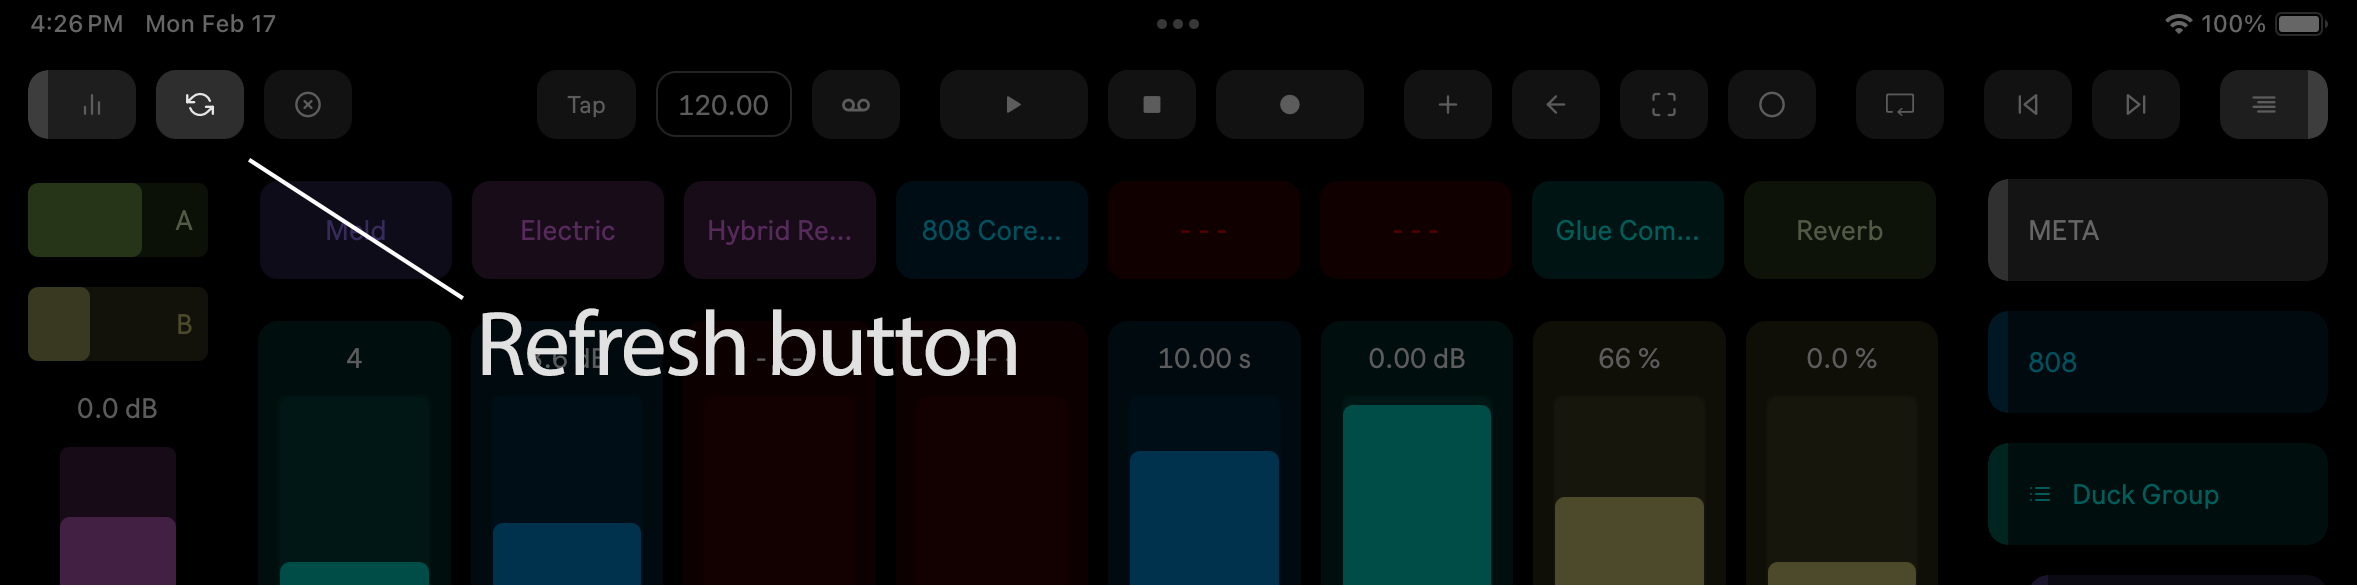 4:26 PM Mon Feb 17
100%
Tap 120.00
A Meld Electric Hybrid Re... 808 Core... --- --- Glue Com... Reverb META
B
Refresh button
4 10.00 s 0.00 dB 66 % 0.0 % 808
0.0 dB
Duck Group